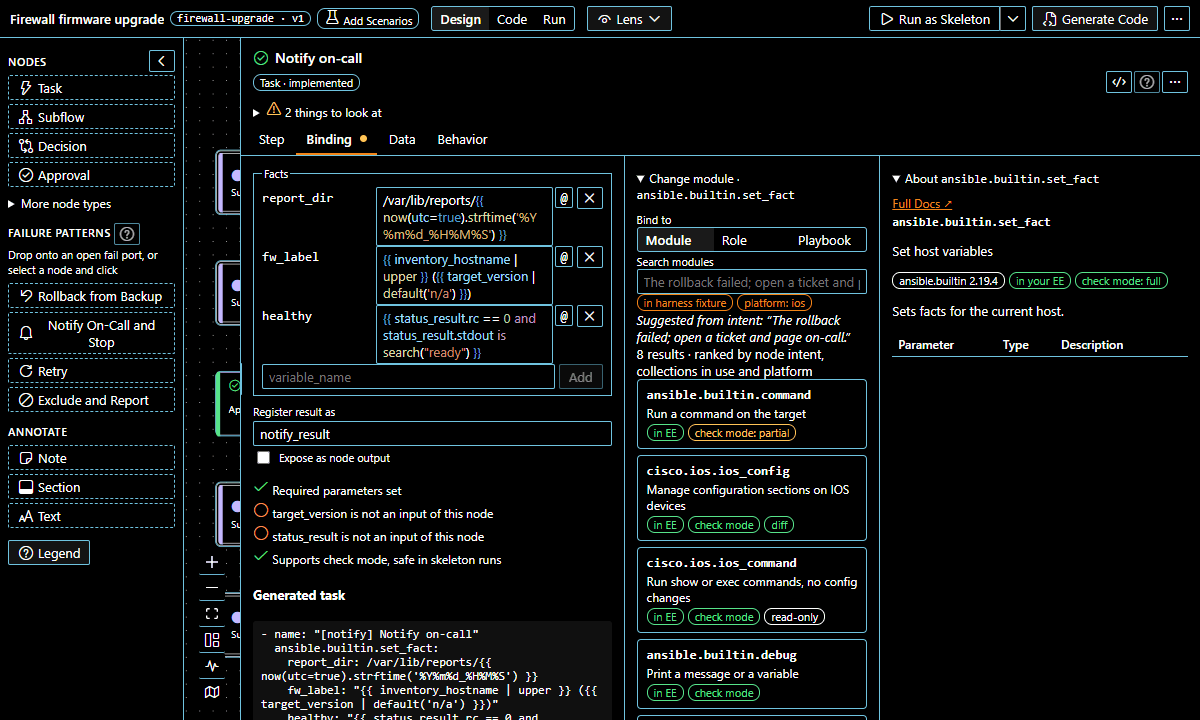 Firewall firmware upgrade
firewall-upgrade · v1
Add Scenarios
Design
Code
Run
Lens
Run as Skeleton
Generate Code
NODES
Task
Subflow
Decision
Approval
More node types
FAILURE PATTERNS
Drop onto an open fail port, or
select a node and click
Rollback from Backup
Notify On-Call and
Stop
Retry
Exclude and Report
ANNOTATE
Note
Section
Text
Legend
Su
Su
Ap
Su
Su
Notify on-call
Task · implemented
2 things to look at
Step
Binding
Data
Behavior
Facts
report_dir
/var/lib/reports/{{
now(utc=true).strftime('%Y
%m%d_%H%M%S') }}
@
fw_label
{{ inventory_hostname |
upper }} ({{ target_version |
default('n/a') }})
@
healthy
{{ status_result.rc == 0 and
status_result.stdout is
search("ready") }}
@
variable_name
Add
Register result as
notify_result
Expose as node output
Required parameters set
target_version is not an input of this node
status_result is not an input of this node
Supports check mode, safe in skeleton runs
Generated task
- name: "[notify] Notify on-call"
ansible.builtin.set_fact:
report_dir: /var/lib/reports/{{
now(utc=true).strftime('%Y%m%d_%H%M%S') }}
fw_label: "{{ inventory_hostname | upper }} ({{
target_version | default('n/a') }})"
healthy: "{{ status_result.rc == 0 and
Change module ·
ansible.builtin.set_fact
Bind to
Module
Role
Playbook
Search modules
The rollback failed; open a ticket and p
in harness fixture
platform: ios
Suggested from intent: “The rollback
failed; open a ticket and page on-call.”
8 results · ranked by node intent,
collections in use and platform
ansible.builtin.command
Run a command on the target
in EE
check mode: partial
cisco.ios.ios_config
Manage configuration sections on IOS
devices
in EE
check mode
diff
cisco.ios.ios_command
Run show or exec commands, no config
changes
in EE
check mode
read-only
ansible.builtin.debug
Print a message or a variable
in EE
check mode
About ansible.builtin.set_fact
Full Docs ↗
ansible.builtin.set_fact
Set host variables
ansible.builtin 2.19.4
in your EE
check mode: full
Sets facts for the current host.
Parameter
Type
Description